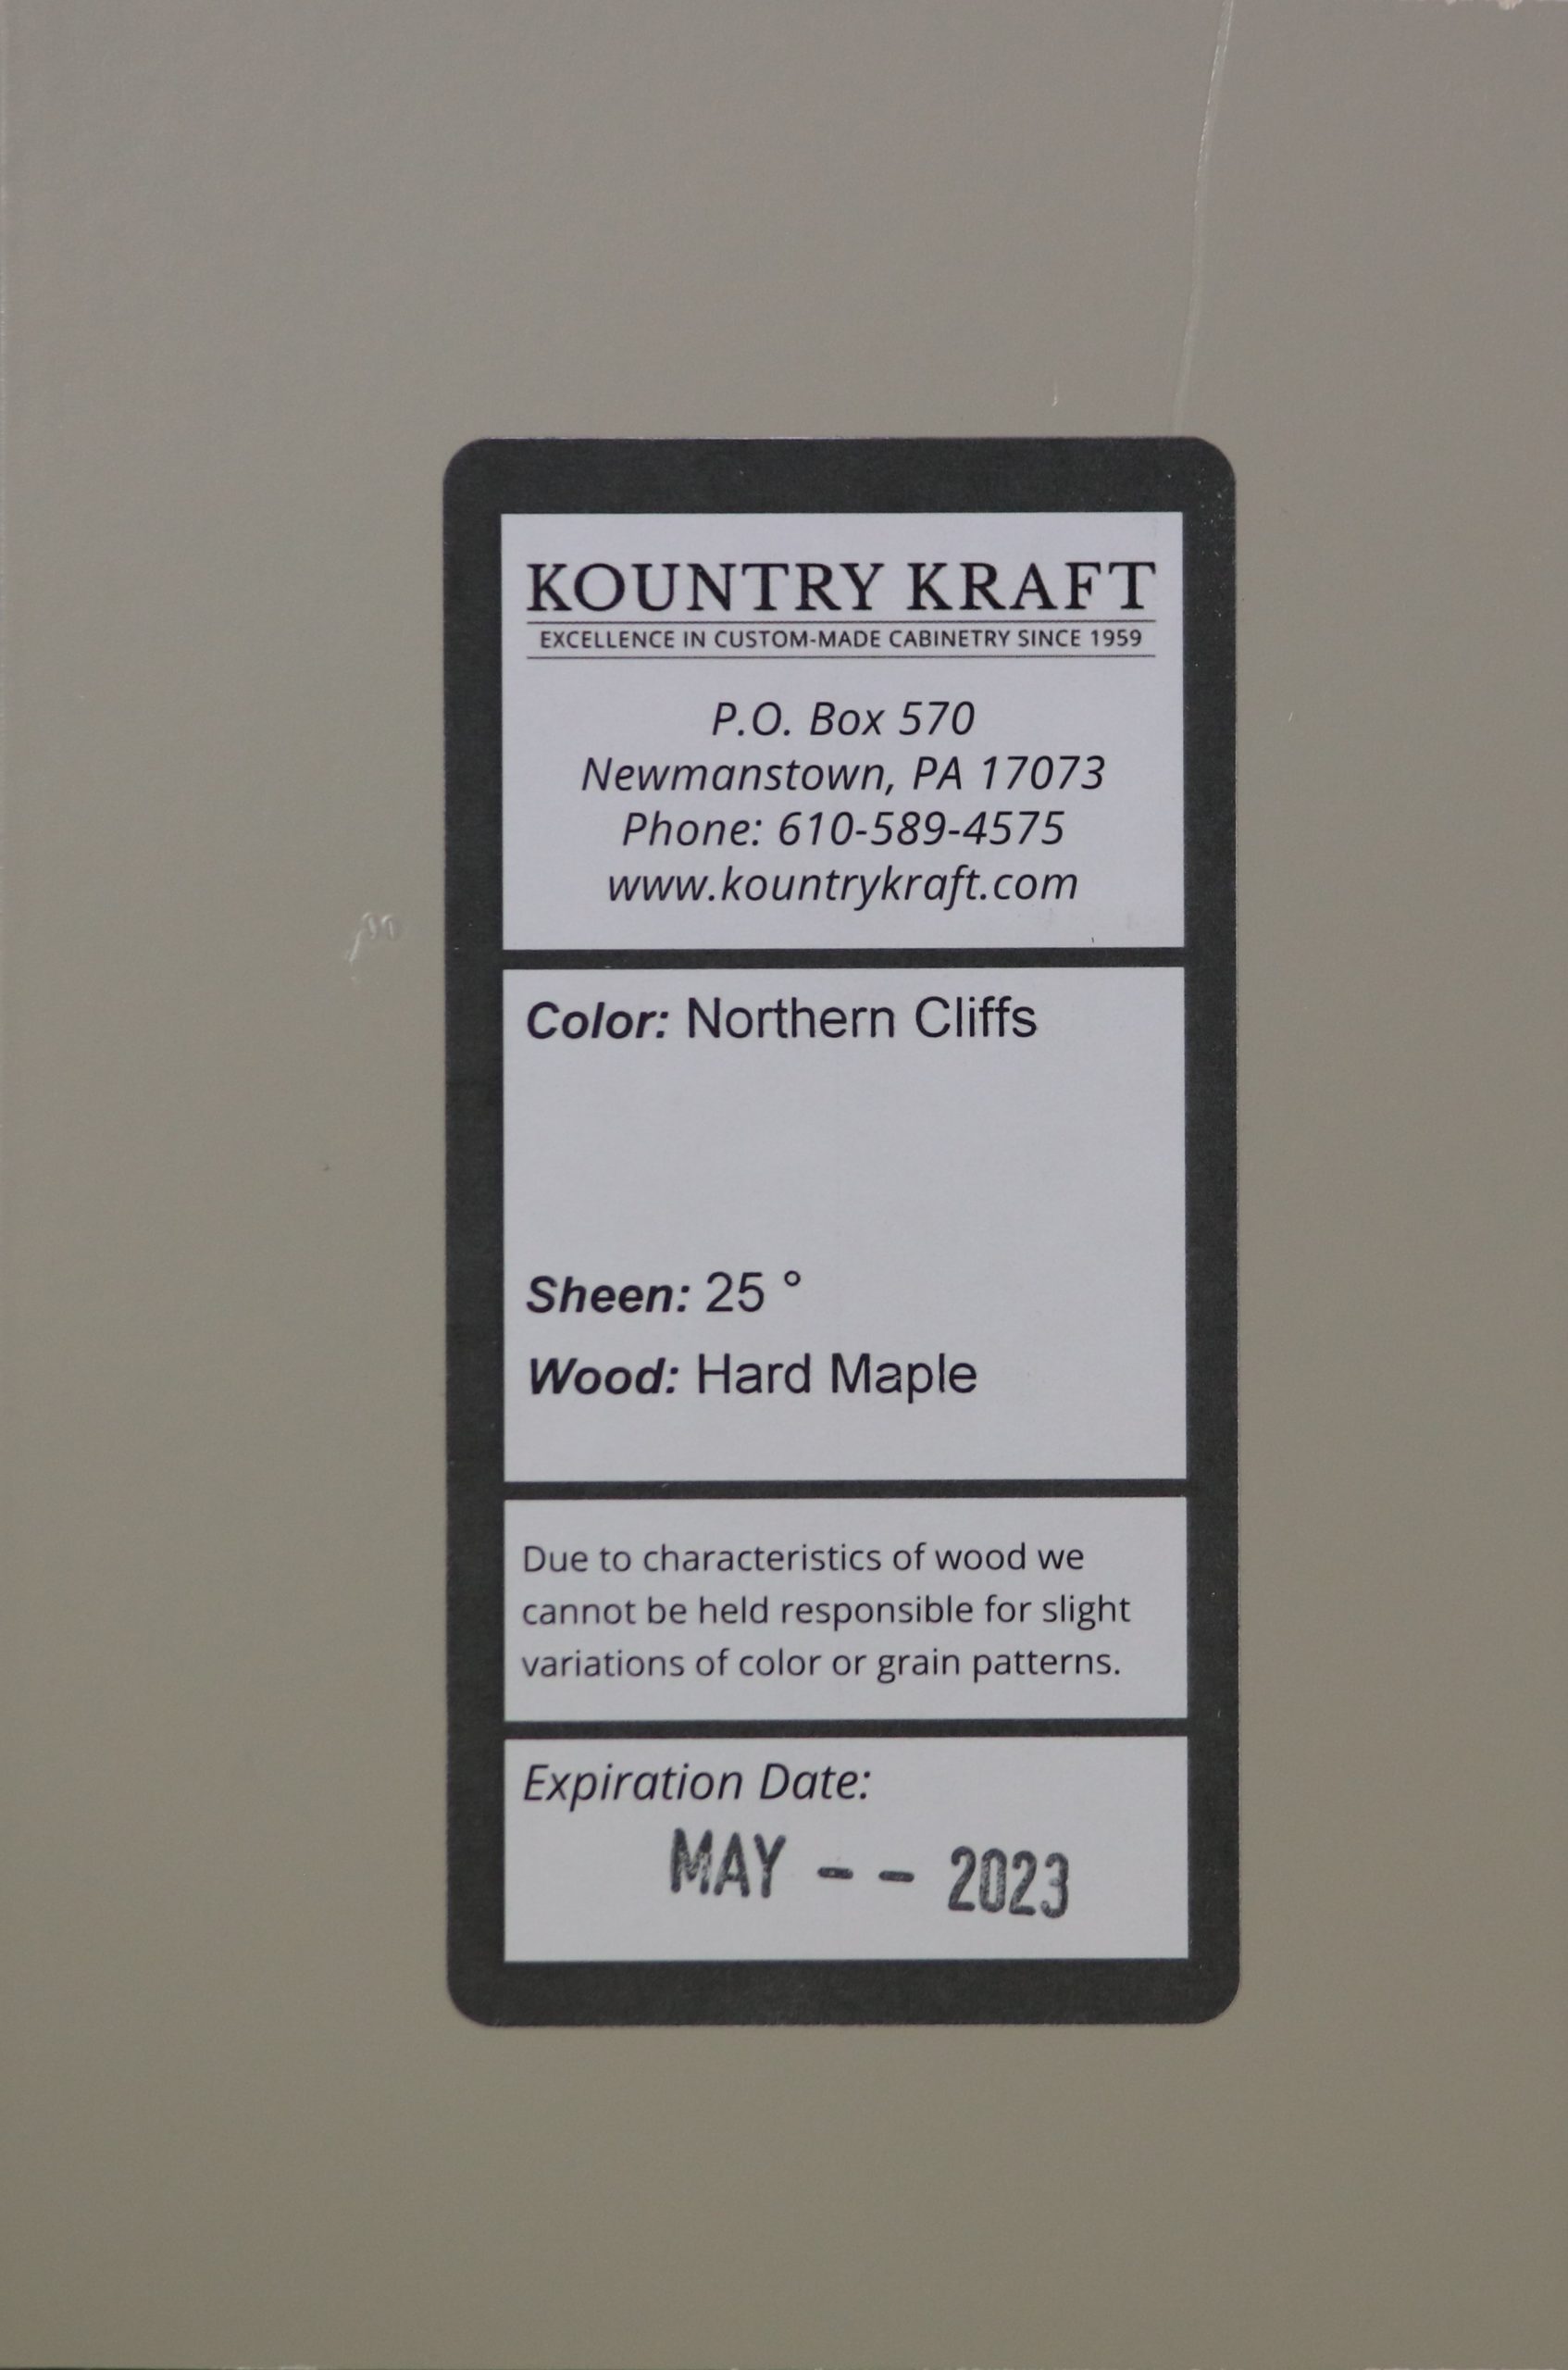 KOUNTRY KRAFT
EXCELLENCE IN CUSTOM-MADE CABINETRY SINCE 1959
P.O. Box 570
Newmanstown, PA 17073
Phone: 610-589-4575
www.kountrykraft.com
Color: Northern Cliffs
Sheen: 25 °
Wood: Hard Maple
Due to characteristics of wood we
cannot be held responsible for slight
variations of color or grain patterns.
Expiration Date:
MAY -- 2023